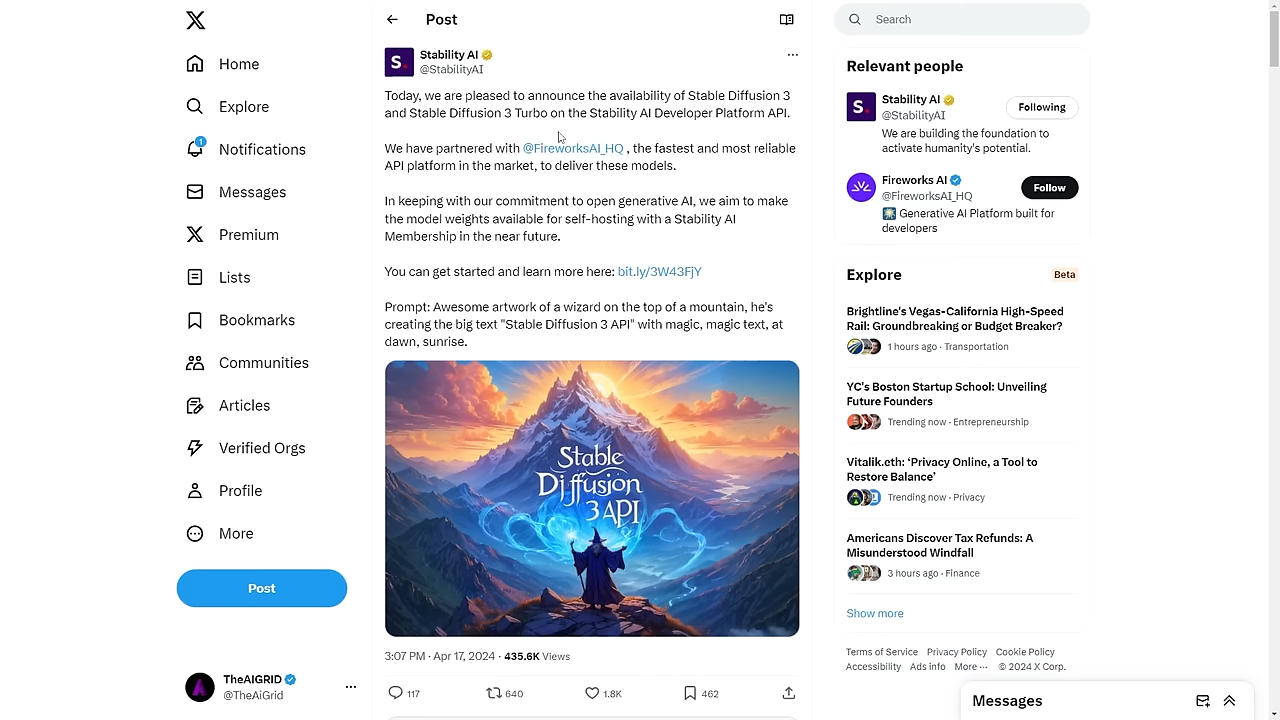 Home
Explore
Notifications
1
Messages
Premium
Lists
Bookmarks
Communities
Articles
Verified Orgs
Profile
More
Post
TheAIGRID
@TheAiGrid
Post
S.
Stability AI
@StabilityAI
Today, we are pleased to announce the availability of Stable Diffusion 3
and Stable Diffusion 3 Turbo on the Stability AI Developer Platform API.
We have partnered with @FireworksAI_HQ , the fastest and most reliable
API platform in the market, to deliver these models.
In keeping with our commitment to open generative AI, we aim to make
the model weights available for self-hosting with a Stability AI
Membership in the near future.
You can get started and learn more here: bit.ly/3W43FjY
Prompt: Awesome artwork of a wizard on the top of a mountain, he's
creating the big text "Stable Diffusion 3 API" with magic, magic text, at
dawn, sunrise.
Stable
Diffusion
3 API
3:07 PM · Apr 17, 2024 · 435.6K Views
117
640
1.8K
462
Search
Relevant people
S.
Stability AI
@StabilityAI
Following
We are building the foundation to
activate humanity's potential.
Fireworks AI
@FireworksAI_HQ
Follow
Generative AI Platform built for
developers
Explore
Beta
Brightline's Vegas-California High-Speed
Rail: Groundbreaking or Budget Breaker?
1 hours ago · Transportation
YC's Boston Startup School: Unveiling
Future Founders
Trending now · Entrepreneurship
Vitalik.eth: ‘Privacy Online, a Tool to
Restore Balance’
Trending now · Privacy
Americans Discover Tax Refunds: A
Misunderstood Windfall
3 hours ago · Finance
Show more
Terms of Service Privacy Policy Cookie Policy
Accessibility Ads info More ··· © 2024 X Corp.
Messages